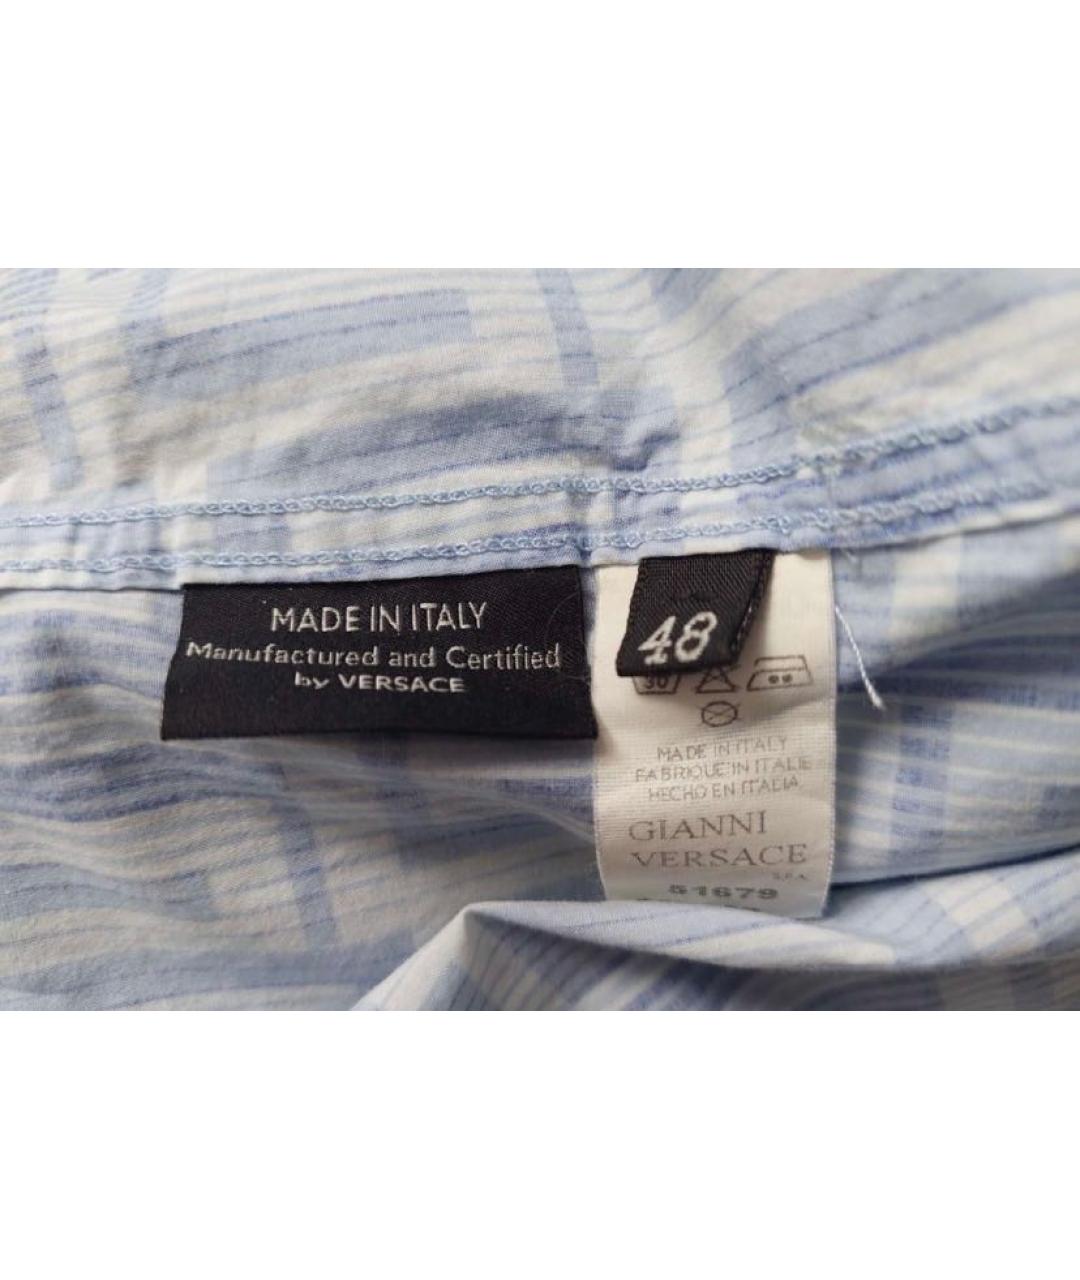 MADE IN ITALY
Manufactured and Certified
by VERSACE
48
30
MADE IN ITALY
FABRIQUE IN ITALIE
HECHO EN ITALIA
GIANNI
VERSACE
S.P.A.
51679